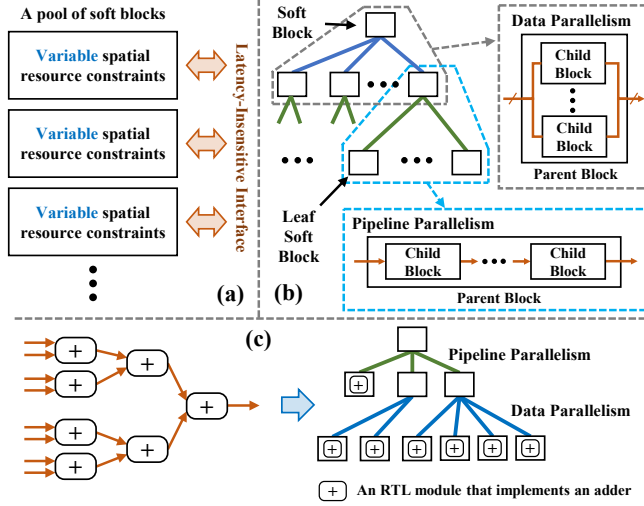 A pool of soft blocks
Variable spatial
resource constraints
Variable spatial
resource constraints
Variable spatial
resource constraints
Latency-Insensitive Interface
(a)
Soft
Block
Leaf
Soft
Block
(b)
Data Parallelism
Child
Block
Child
Block
Parent Block
Pipeline Parallelism
Child
Block
Child
Block
Parent Block
(c)
+
+
+
+
+
+
+
Pipeline Parallelism
+
Data Parallelism
+ + + + + +
+ An RTL module that implements an adder